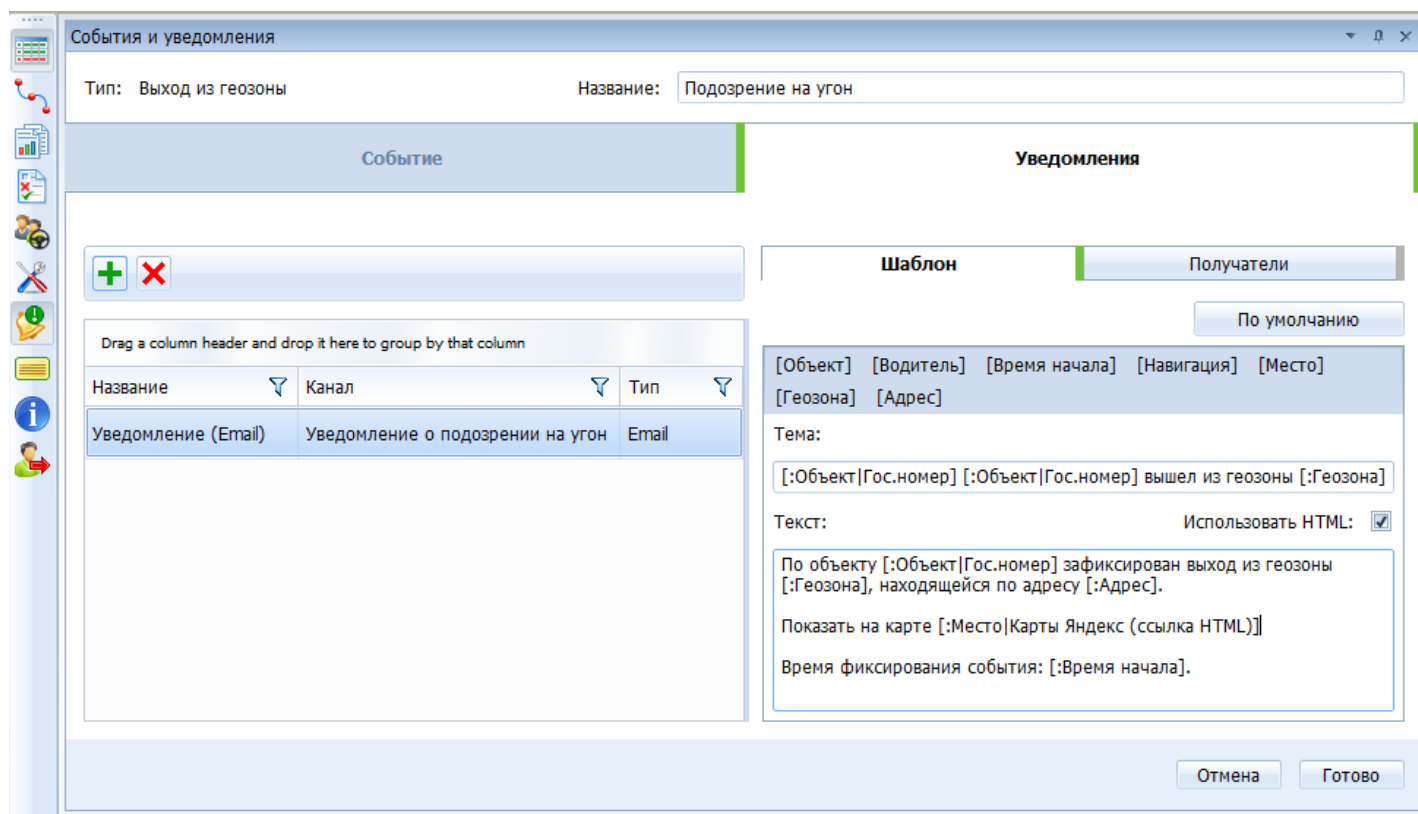 События и уведомления
Тип: Выход из геозоны Название: Подозрение на угон
Событие Уведомления
Шаблон Получатели
По умолчанию
Drag a column header and drop it here to group by that column
Название Канал Тип
Уведомление (Email) Уведомление о подозрении на угон Email
[Объект] [Водитель] [Время начала] [Навигация] [Место]
[Геозона] [Адрес]
Тема:
[:Объект|Гос.номер] [:Объект|Гос.номер] вышел из геозоны [:Геозона]
Текст: Использовать HTML:
По объекту [:Объект|Гос.номер] зафиксирован выход из геозоны
[:Геозона], находящейся по адресу [:Адрес].
Показать на карте [:Место|Карты Яндекс (ссылка HTML)]
Время фиксирования события: [:Время начала].
Отмена Готово